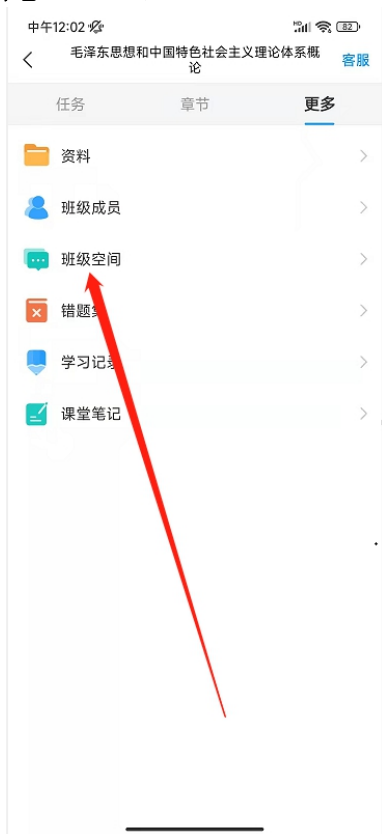 中午12:02
82
毛泽东思想和中国特色社会主义理论体系概
论
客服
任务
章节
更多
资料
班级成员
班级空间
错题
学习记录
课堂笔记